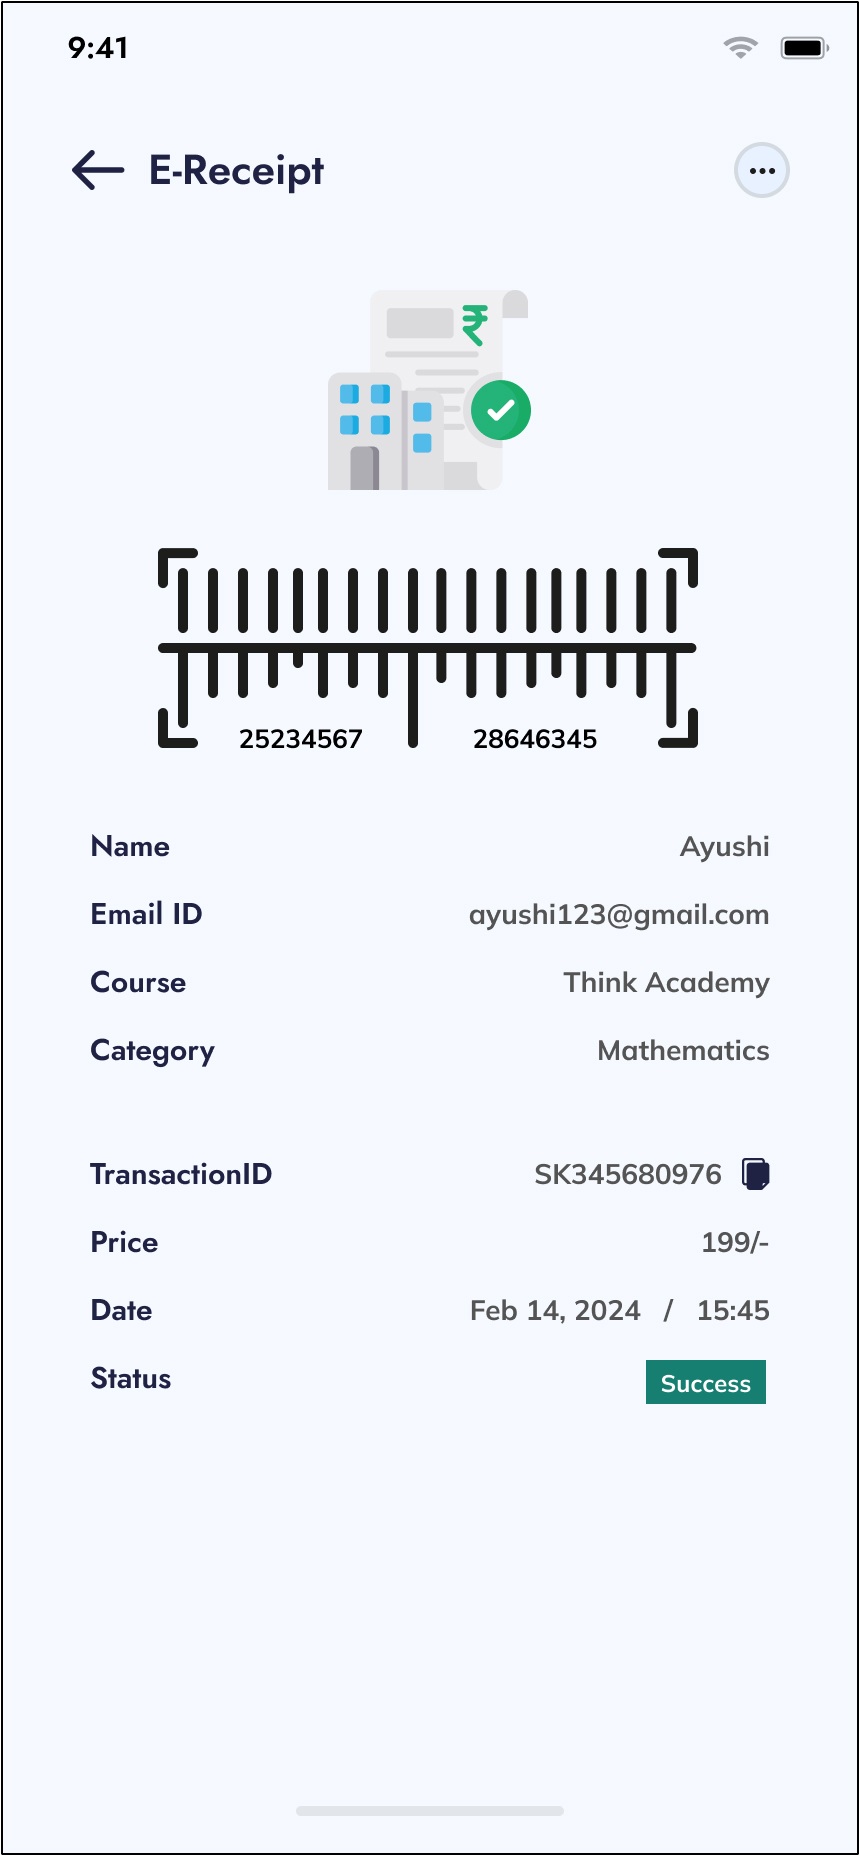 9:41
E-Receipt
₹
25234567 28646345
Name Ayushi
Email ID ayushi123@gmail.com
Course Think Academy
Category Mathematics
TransactionID SK345680976
Price 199/-
Date Feb 14, 2024 / 15:45
Status Success